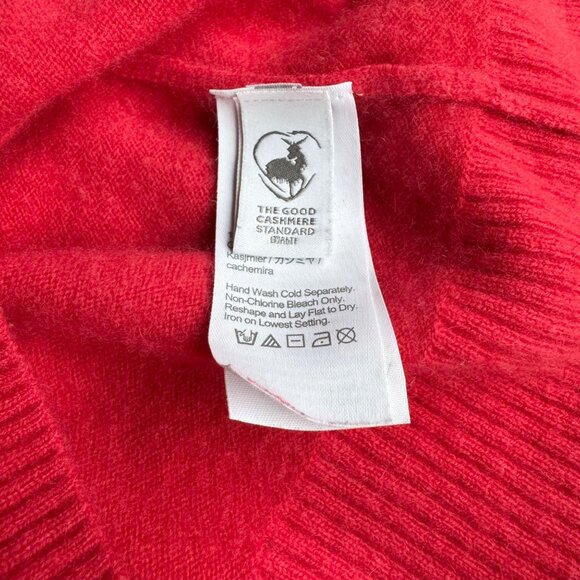 THE GOOD
CASHMERE
STANDARD
Kasjmier / カシミヤ /
cachemira
Hand Wash Cold Separately.
Non-Chlorine Bleach Only.
Reshape and Lay Flat to Dry.
Iron on Lowest Setting.